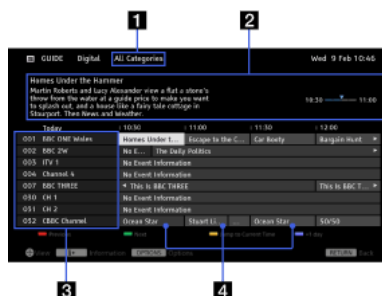 1
2
GUIDE Digital All Categories Wed 9 Feb 10:46
Homes Under the Hammer
Martin Roberts and Lucy Alexander view a flat a stone's
throw from the water at a guide price to make you want
to splash out, and a house like a fairy tale cottage in
Stourport. Then News and Weather.
10:30 11:00
Today 10:30 11:00 11:30 12:00
001 BBC ONE Wales Homes Under t... Escape to the C... Car Booty Bargain Hunt
002 BBC 2W No E... The Daily Politics
003 ITV 1 No Event Information
004 Channel 4 No Event Information
007 BBC THREE This Is BBC THREE This Is BBC T...
030 CH 1 No Event Information
031 CH 2 No Event Information
032 CBBC Channel Ocean Star Stuart Li... ... Ocean Star 50/50
Previous Next Jump to Current Time +1 day
View Information OPTIONS Options RETURN Back
3
4